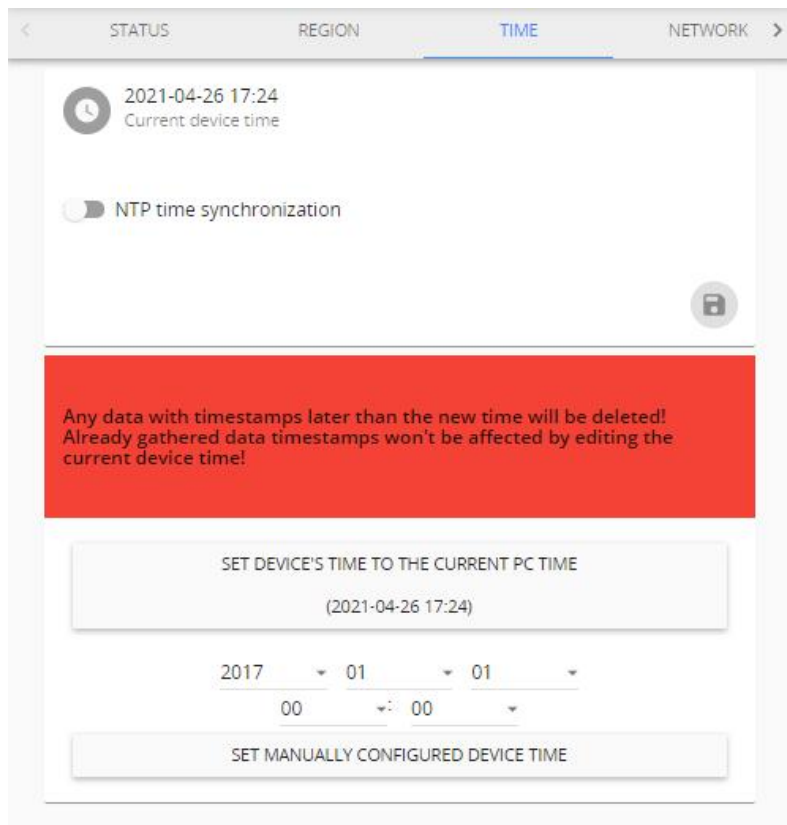 STATUS REGION TIME NETWORK
2021-04-26 17:24
Current device time
NTP time synchronization
Any data with timestamps later than the new time will be deleted!
Already gathered data timestamps won't be affected by editing the
current device time!
SET DEVICE'S TIME TO THE CURRENT PC TIME
(2021-04-26 17:24)
2017 01 01
00 : 00
SET MANUALLY CONFIGURED DEVICE TIME